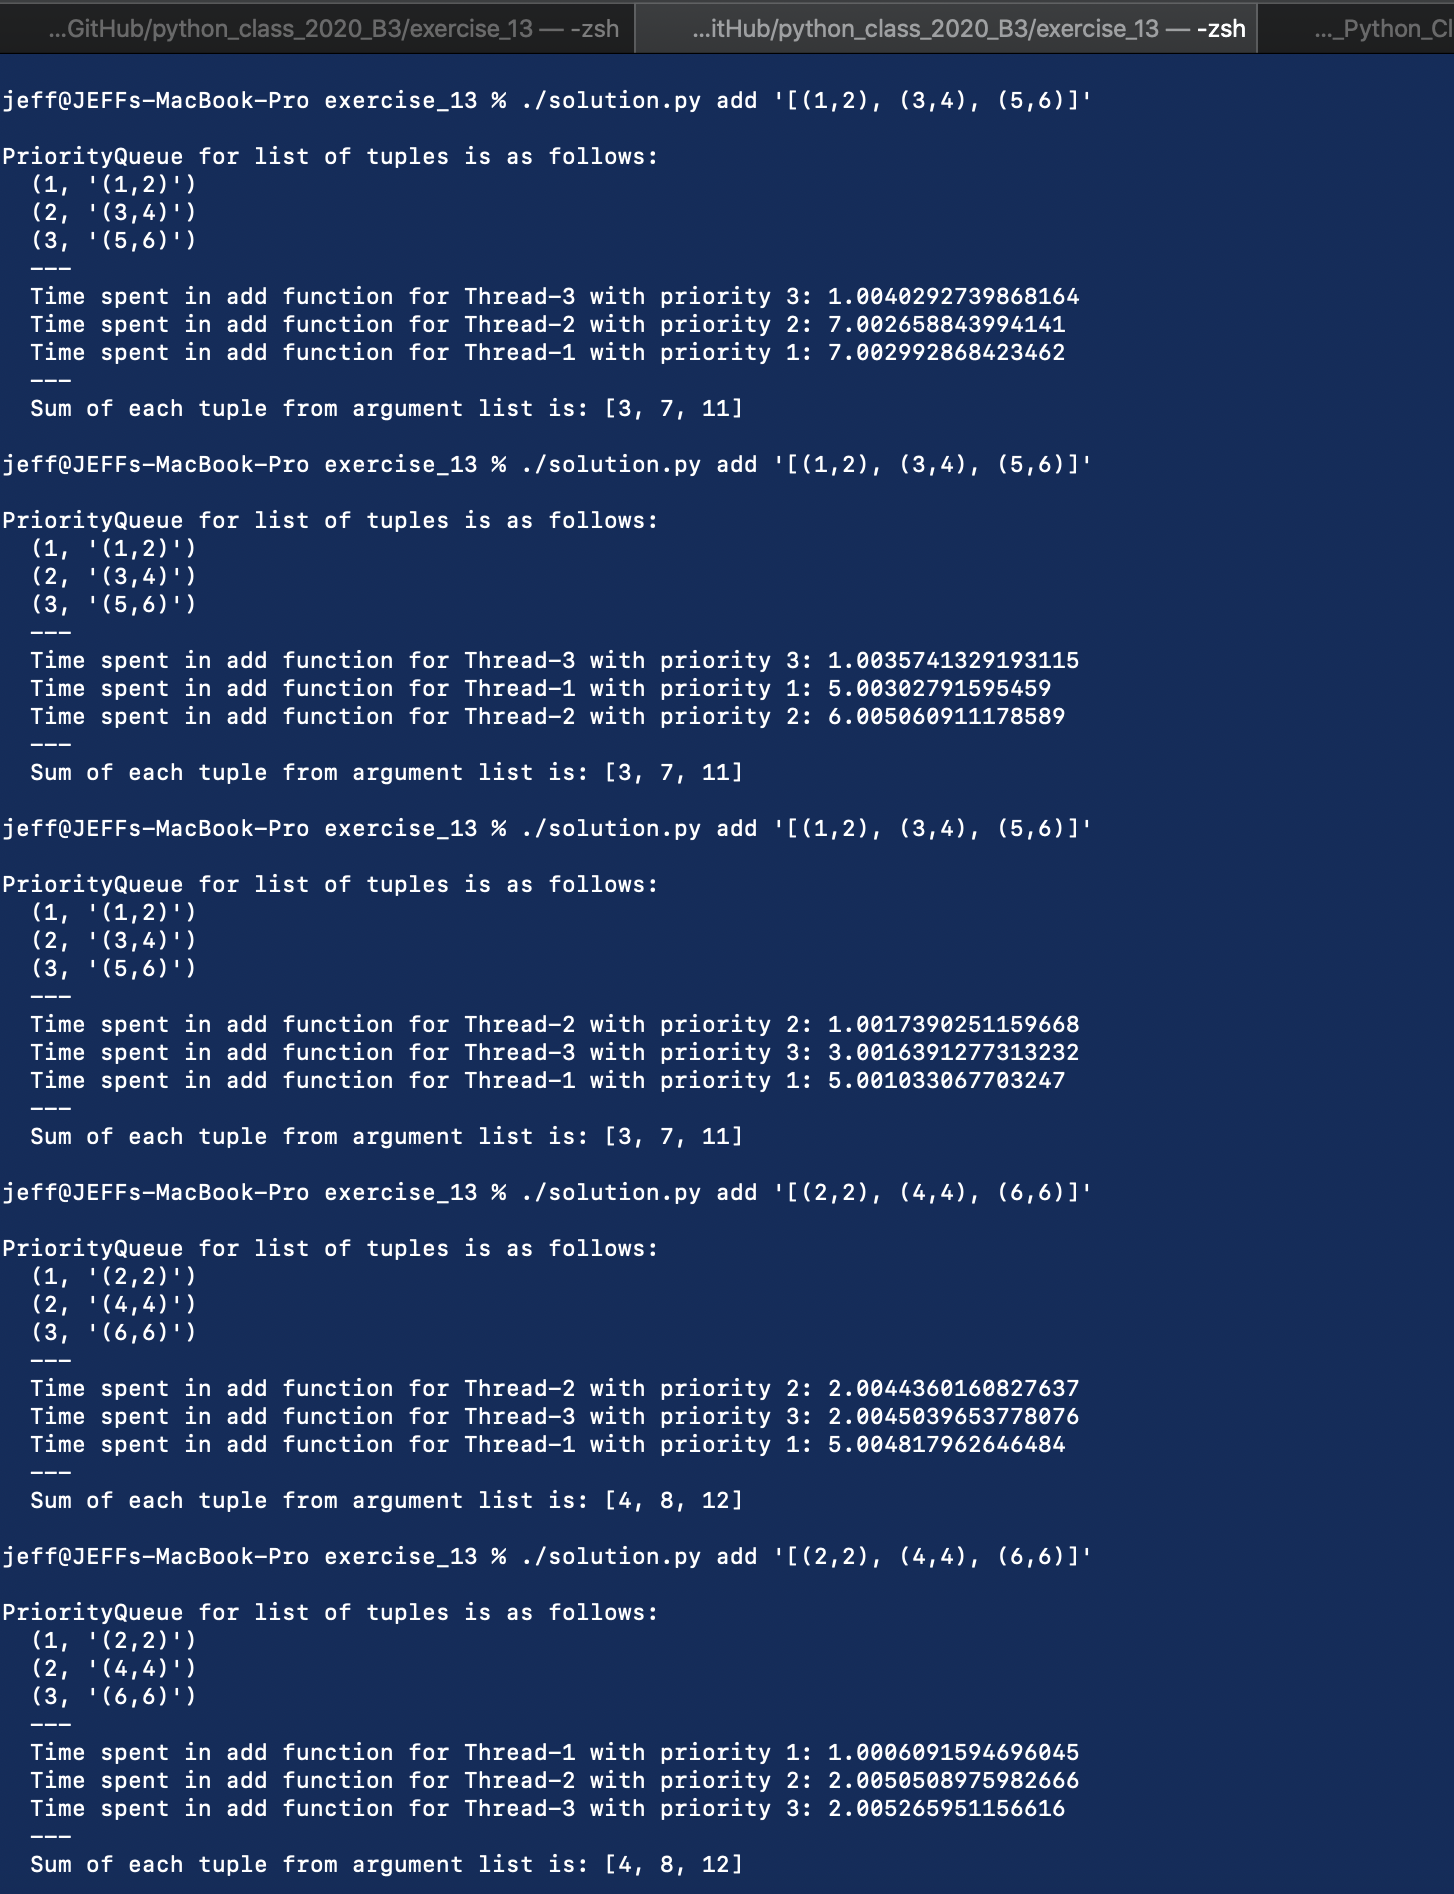 ...GitHub/python_class_2020_B3/exercise_13 — -zsh
...itHub/python_class_2020_B3/exercise_13 — -zsh
..._Python_Cl
jeff@JEFFs-MacBook-Pro exercise_13 % ./solution.py add '[(1,2), (3,4), (5,6)]'
PriorityQueue for list of tuples is as follows:
(1, '(1,2)')
(2, '(3,4)')
(3, '(5,6)')
---
Time spent in add function for Thread-3 with priority 3: 1.0040292739868164
Time spent in add function for Thread-2 with priority 2: 7.002658843994141
Time spent in add function for Thread-1 with priority 1: 7.002992868423462
---
Sum of each tuple from argument list is: [3, 7, 11]
jeff@JEFFs-MacBook-Pro exercise_13 % ./solution.py add '[(1,2), (3,4), (5,6)]'
PriorityQueue for list of tuples is as follows:
(1, '(1,2)')
(2, '(3,4)')
(3, '(5,6)')
---
Time spent in add function for Thread-3 with priority 3: 1.0035741329193115
Time spent in add function for Thread-1 with priority 1: 5.00302791595459
Time spent in add function for Thread-2 with priority 2: 6.005060911178589
---
Sum of each tuple from argument list is: [3, 7, 11]
jeff@JEFFs-MacBook-Pro exercise_13 % ./solution.py add '[(1,2), (3,4), (5,6)]'
PriorityQueue for list of tuples is as follows:
(1, '(1,2)')
(2, '(3,4)')
(3, '(5,6)')
---
Time spent in add function for Thread-2 with priority 2: 1.0017390251159668
Time spent in add function for Thread-3 with priority 3: 3.0016391277313232
Time spent in add function for Thread-1 with priority 1: 5.001033067703247
---
Sum of each tuple from argument list is: [3, 7, 11]
jeff@JEFFs-MacBook-Pro exercise_13 % ./solution.py add '[(2,2), (4,4), (6,6)]'
PriorityQueue for list of tuples is as follows:
(1, '(2,2)')
(2, '(4,4)')
(3, '(6,6)')
---
Time spent in add function for Thread-2 with priority 2: 2.0044360160827637
Time spent in add function for Thread-3 with priority 3: 2.0045039653778076
Time spent in add function for Thread-1 with priority 1: 5.004817962646484
---
Sum of each tuple from argument list is: [4, 8, 12]
jeff@JEFFs-MacBook-Pro exercise_13 % ./solution.py add '[(2,2), (4,4), (6,6)]'
PriorityQueue for list of tuples is as follows:
(1, '(2,2)')
(2, '(4,4)')
(3, '(6,6)')
---
Time spent in add function for Thread-1 with priority 1: 1.0006091594696045
Time spent in add function for Thread-2 with priority 2: 2.0050508975982666
Time spent in add function for Thread-3 with priority 3: 2.005265951156616
---
Sum of each tuple from argument list is: [4, 8, 12]